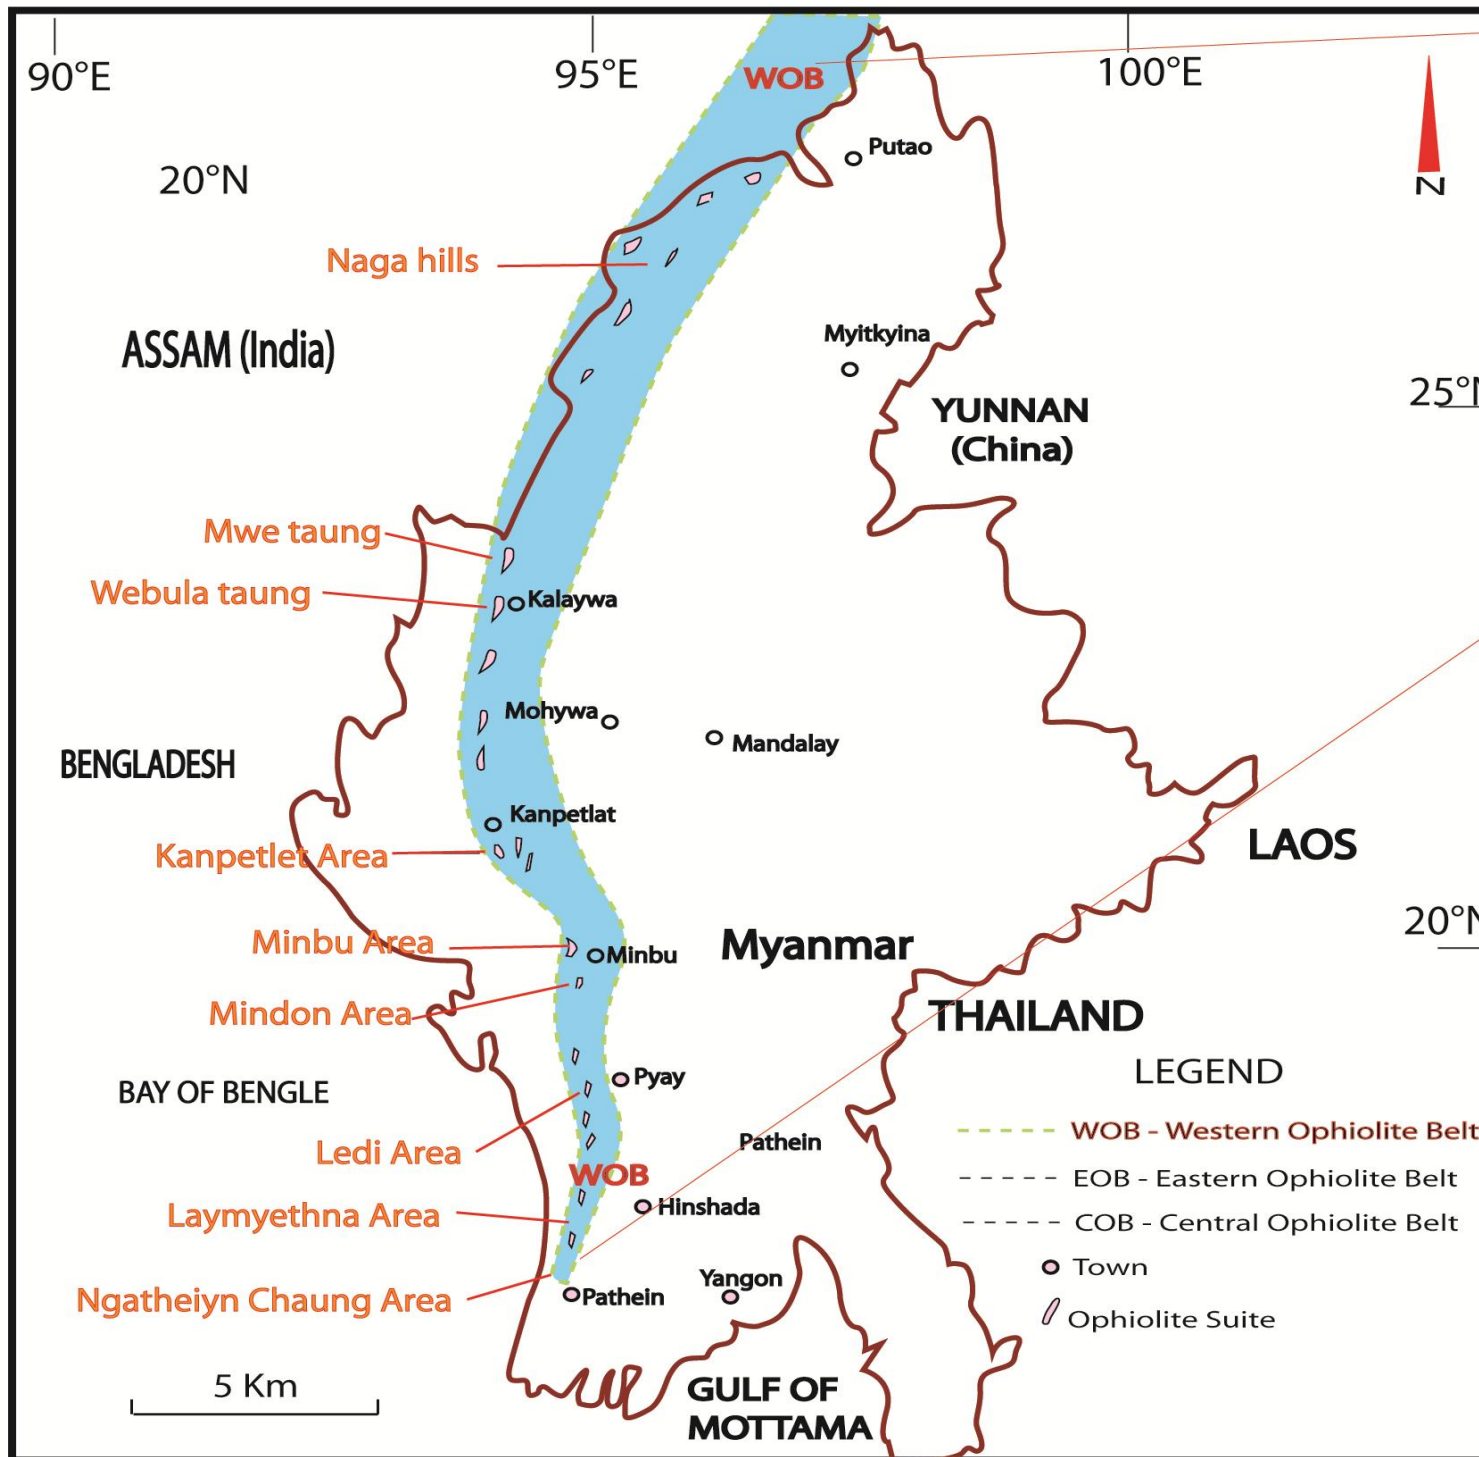 90°E
95°E
100°E
WOB
Putao
20°N
N
Naga hills
ASSAM (India)
Myitkyina
25°N
YUNNAN
(China)
Mwe taung
Webula taung
Kalaywa
Mohywa
Mandalay
BENGLADESH
Kanpetlat
Kanpetlet Area
LAOS
20°N
Minbu Area
Minbu
Myanmar
Mindon Area
THAILAND
LEGEND
Pyay
BAY OF BENGLE
WOB - Western Ophiolite Belt
Pathein
Ledi Area
WOB
EOB - Eastern Ophiolite Belt
Hinshada
Laymyethna Area
COB - Central Ophiolite Belt
Town
Yangon
Pathein
Ngatheiyn Chaung Area
Ophiolite Suite
5 Km
GULF OF
MOTTAMA